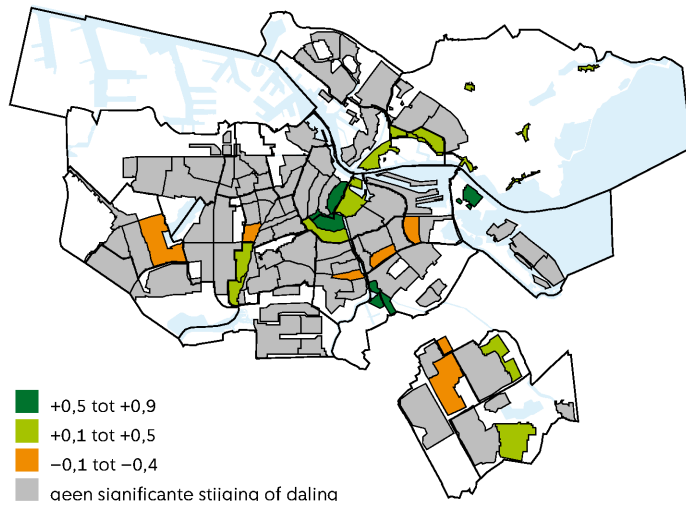 +0,5 tot +0,9
+0,1 tot +0,5
−0,1 tot −0,4
geen significante stijging of daling